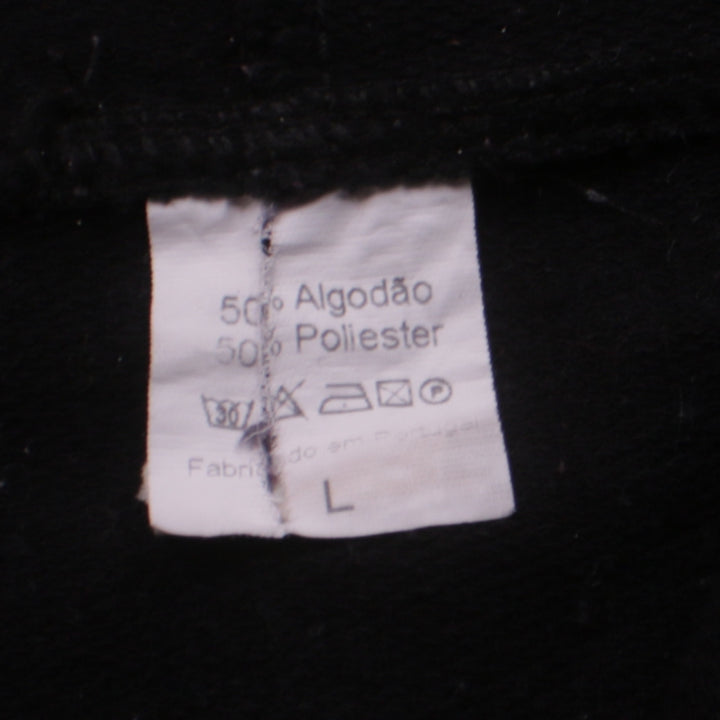 50% Algodão
50% Poliester
30 P
Fabricado em Portugal
L